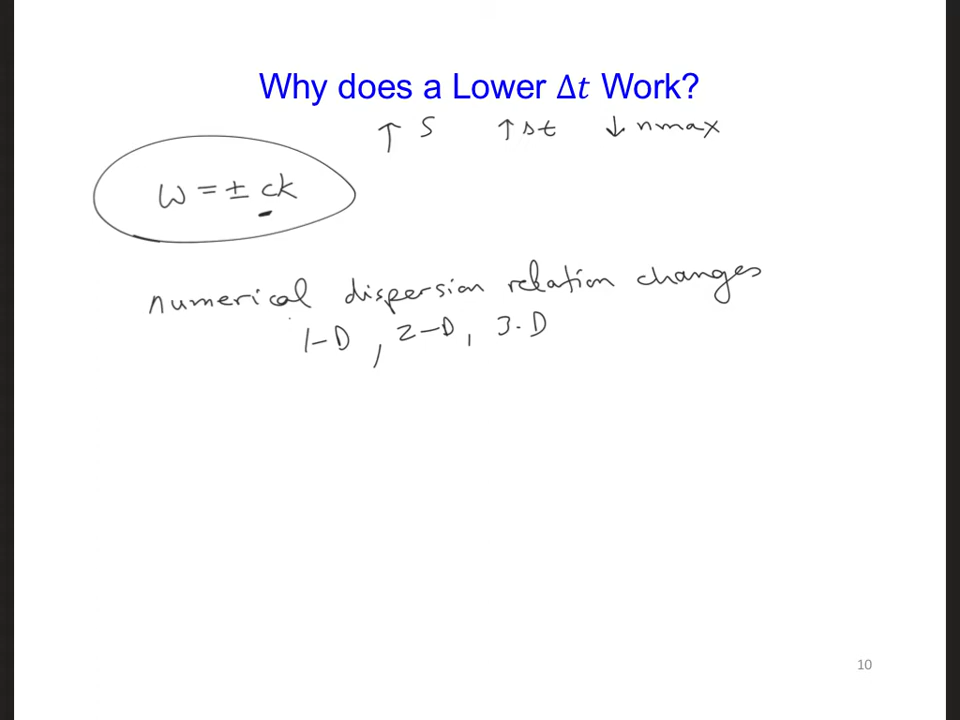 Why does a Lower Δt Work?
↑ S ↑ Δt ↓ nmax
ω = ± ck
numerical dispersion relation changes
1-D , 2-D , 3-D
10